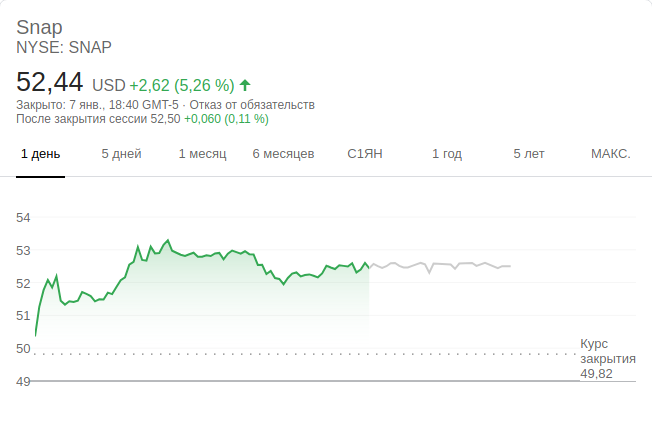 Snap
NYSE: SNAP
52,44 USD +2,62 (5,26 %)
Закрыто: 7 янв., 18:40 GMT-5 · Отказ от обязательств
После закрытия сессии 52,50 +0,060 (0,11 %)
1 день 5 дней 1 месяц 6 месяцев С1ЯН 1 год 5 лет МАКС.
54
53
52
51
50
49
Курс
закрытия
49,82